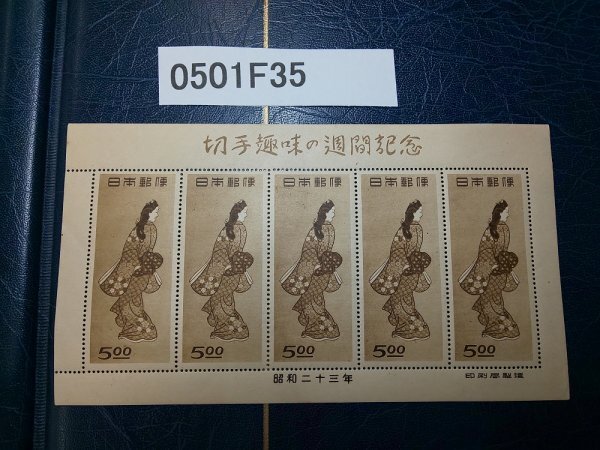 0501F35
切手趣味の週間記念
日本郵便 日本郵便 日本郵便 日本郵便 日本郵便
5.00 5.00 5.00 5.00 5.00
昭和二十三年 印刷局製造